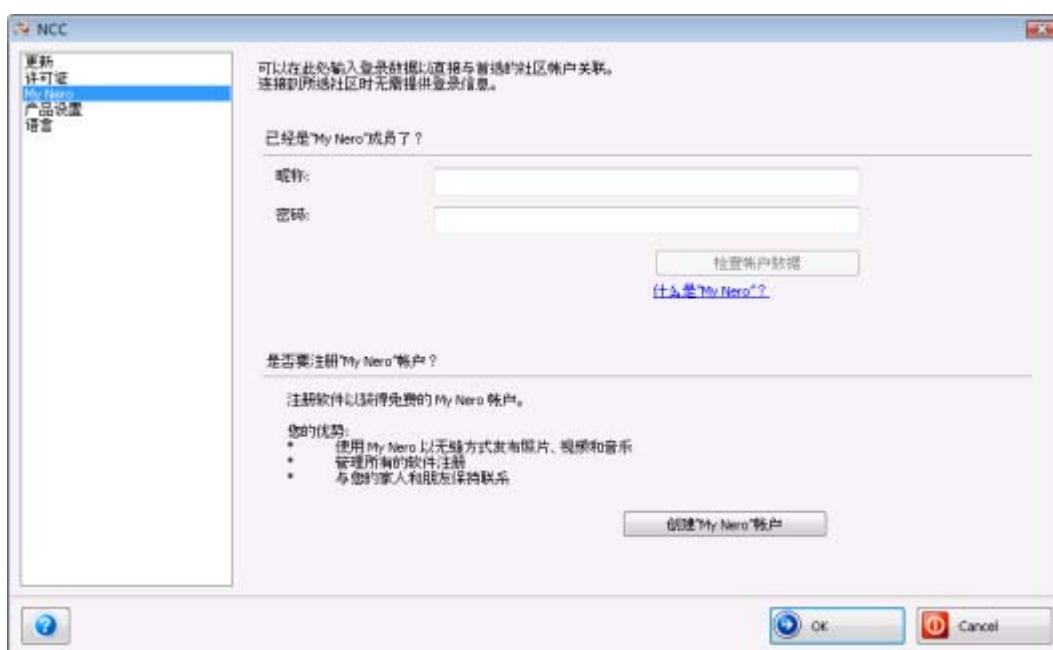 NCC
更新
许可证
My Nero
产品设置
语言
可以在此处输入登录数据以直接与首选的社区帐户关联。
连接到所选社区时无需提供登录信息。
已经是"My Nero"成员了？
昵称:
密码:
检查帐户数据
什么是"My Nero"？
是否要注册"My Nero"帐户？
注册软件以获得免费的 My Nero 帐户。
您的优势:
* 使用 My Nero 以无缝方式发布照片、视频和音乐
* 管理所有的软件注册
* 与您的家人和朋友保持联系
创建"My Nero"帐户
OK
Cancel